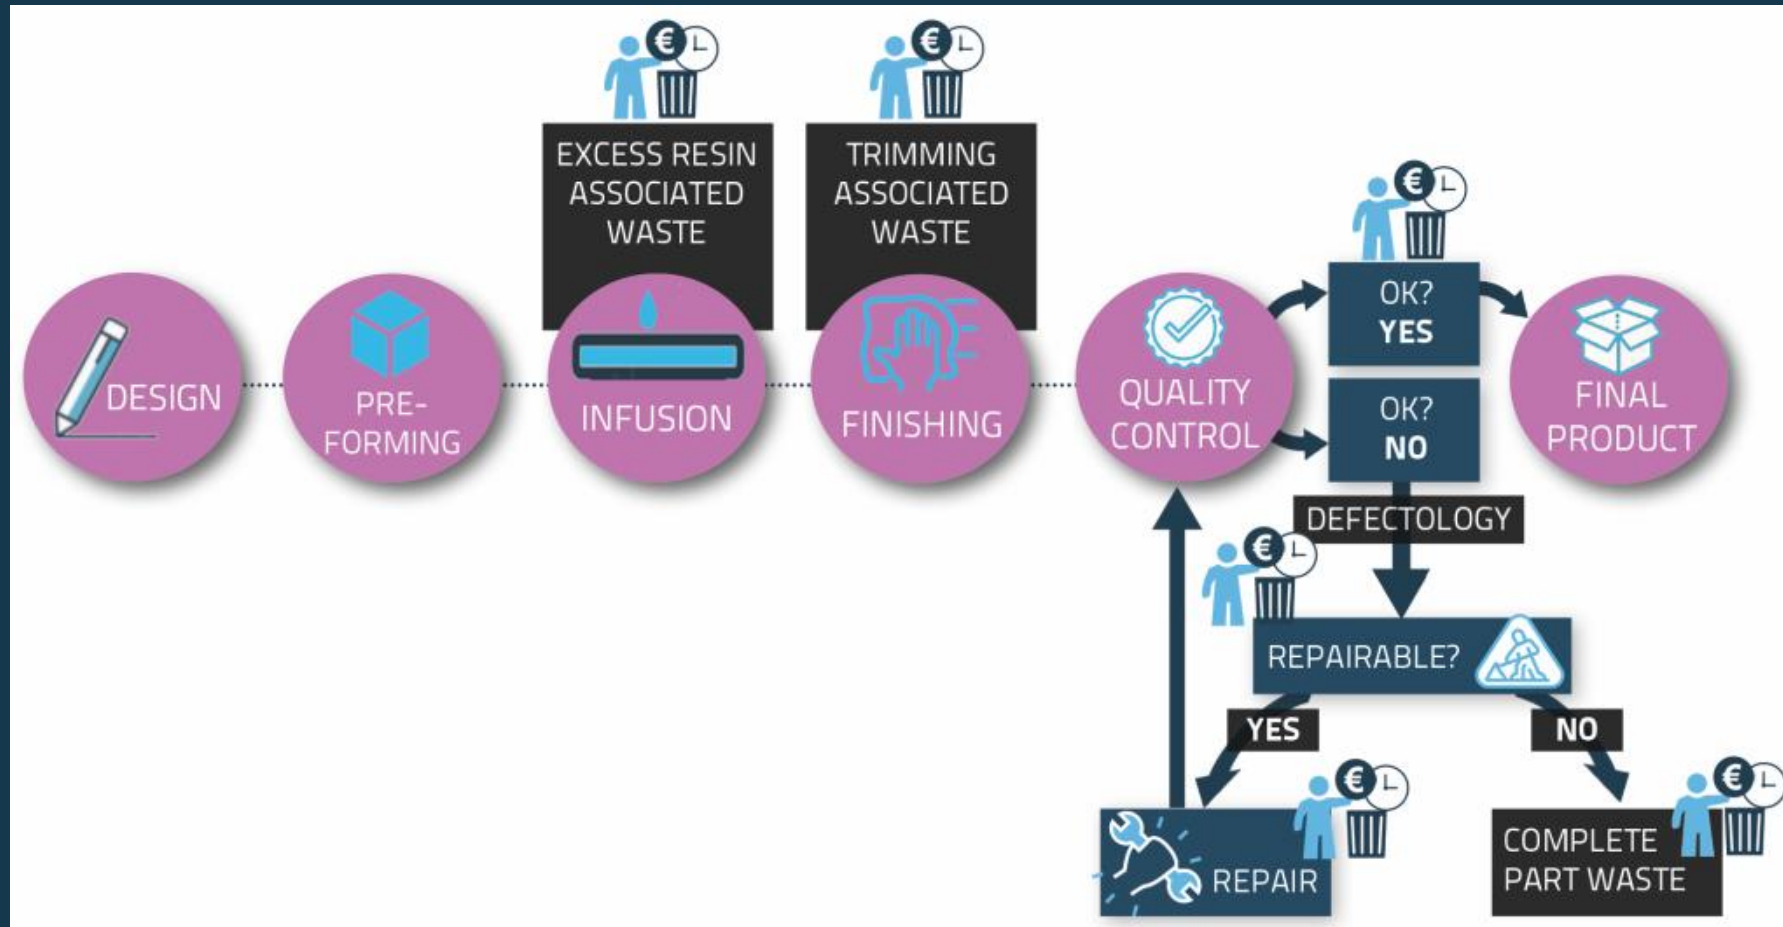 EXCESS RESIN
ASSOCIATED
WASTE
TRIMMING
ASSOCIATED
WASTE
DESIGN
PRE-
FORMING
INFUSION
FINISHING
QUALITY
CONTROL
OK?
YES
OK?
NO
FINAL
PRODUCT
DEFECTOLOGY
REPAIRABLE?
YES
NO
REPAIR
COMPLETE
PART WASTE
€
€
€
€
€
€